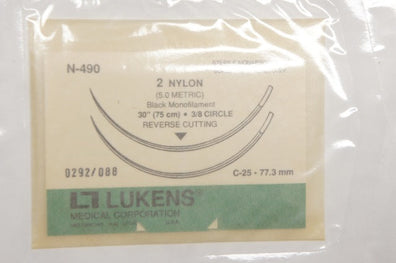 N-490
2 NYLON
(5.0 METRIC)
Black Monofilament
30" (75 cm) • 3/8 CIRCLE
REVERSE CUTTING
0292/088
C-25 - 77.3 mm
LUKENS®
MEDICAL CORPORATION
U.S.A.